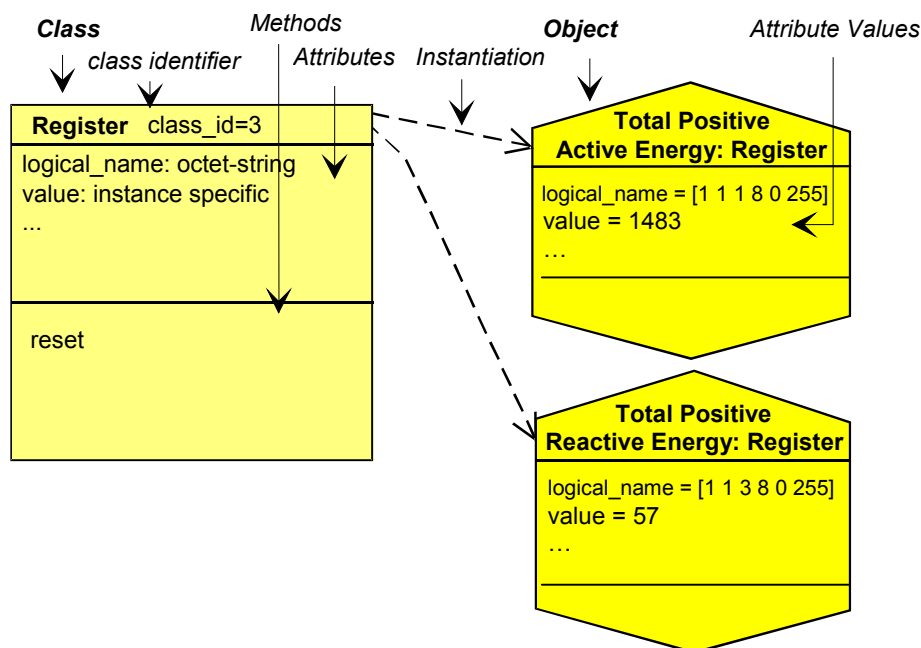 Class
Methods
Object
Attribute Values
class identifier
Attributes
Instantiation
Register class_id=3
logical_name: octet-string
value: instance specific
...
reset
Total Positive
Active Energy: Register
logical_name = [1 1 1 8 0 255]
value = 1483
…
Total Positive
Reactive Energy: Register
logical_name = [1 1 3 8 0 255]
value = 57
…